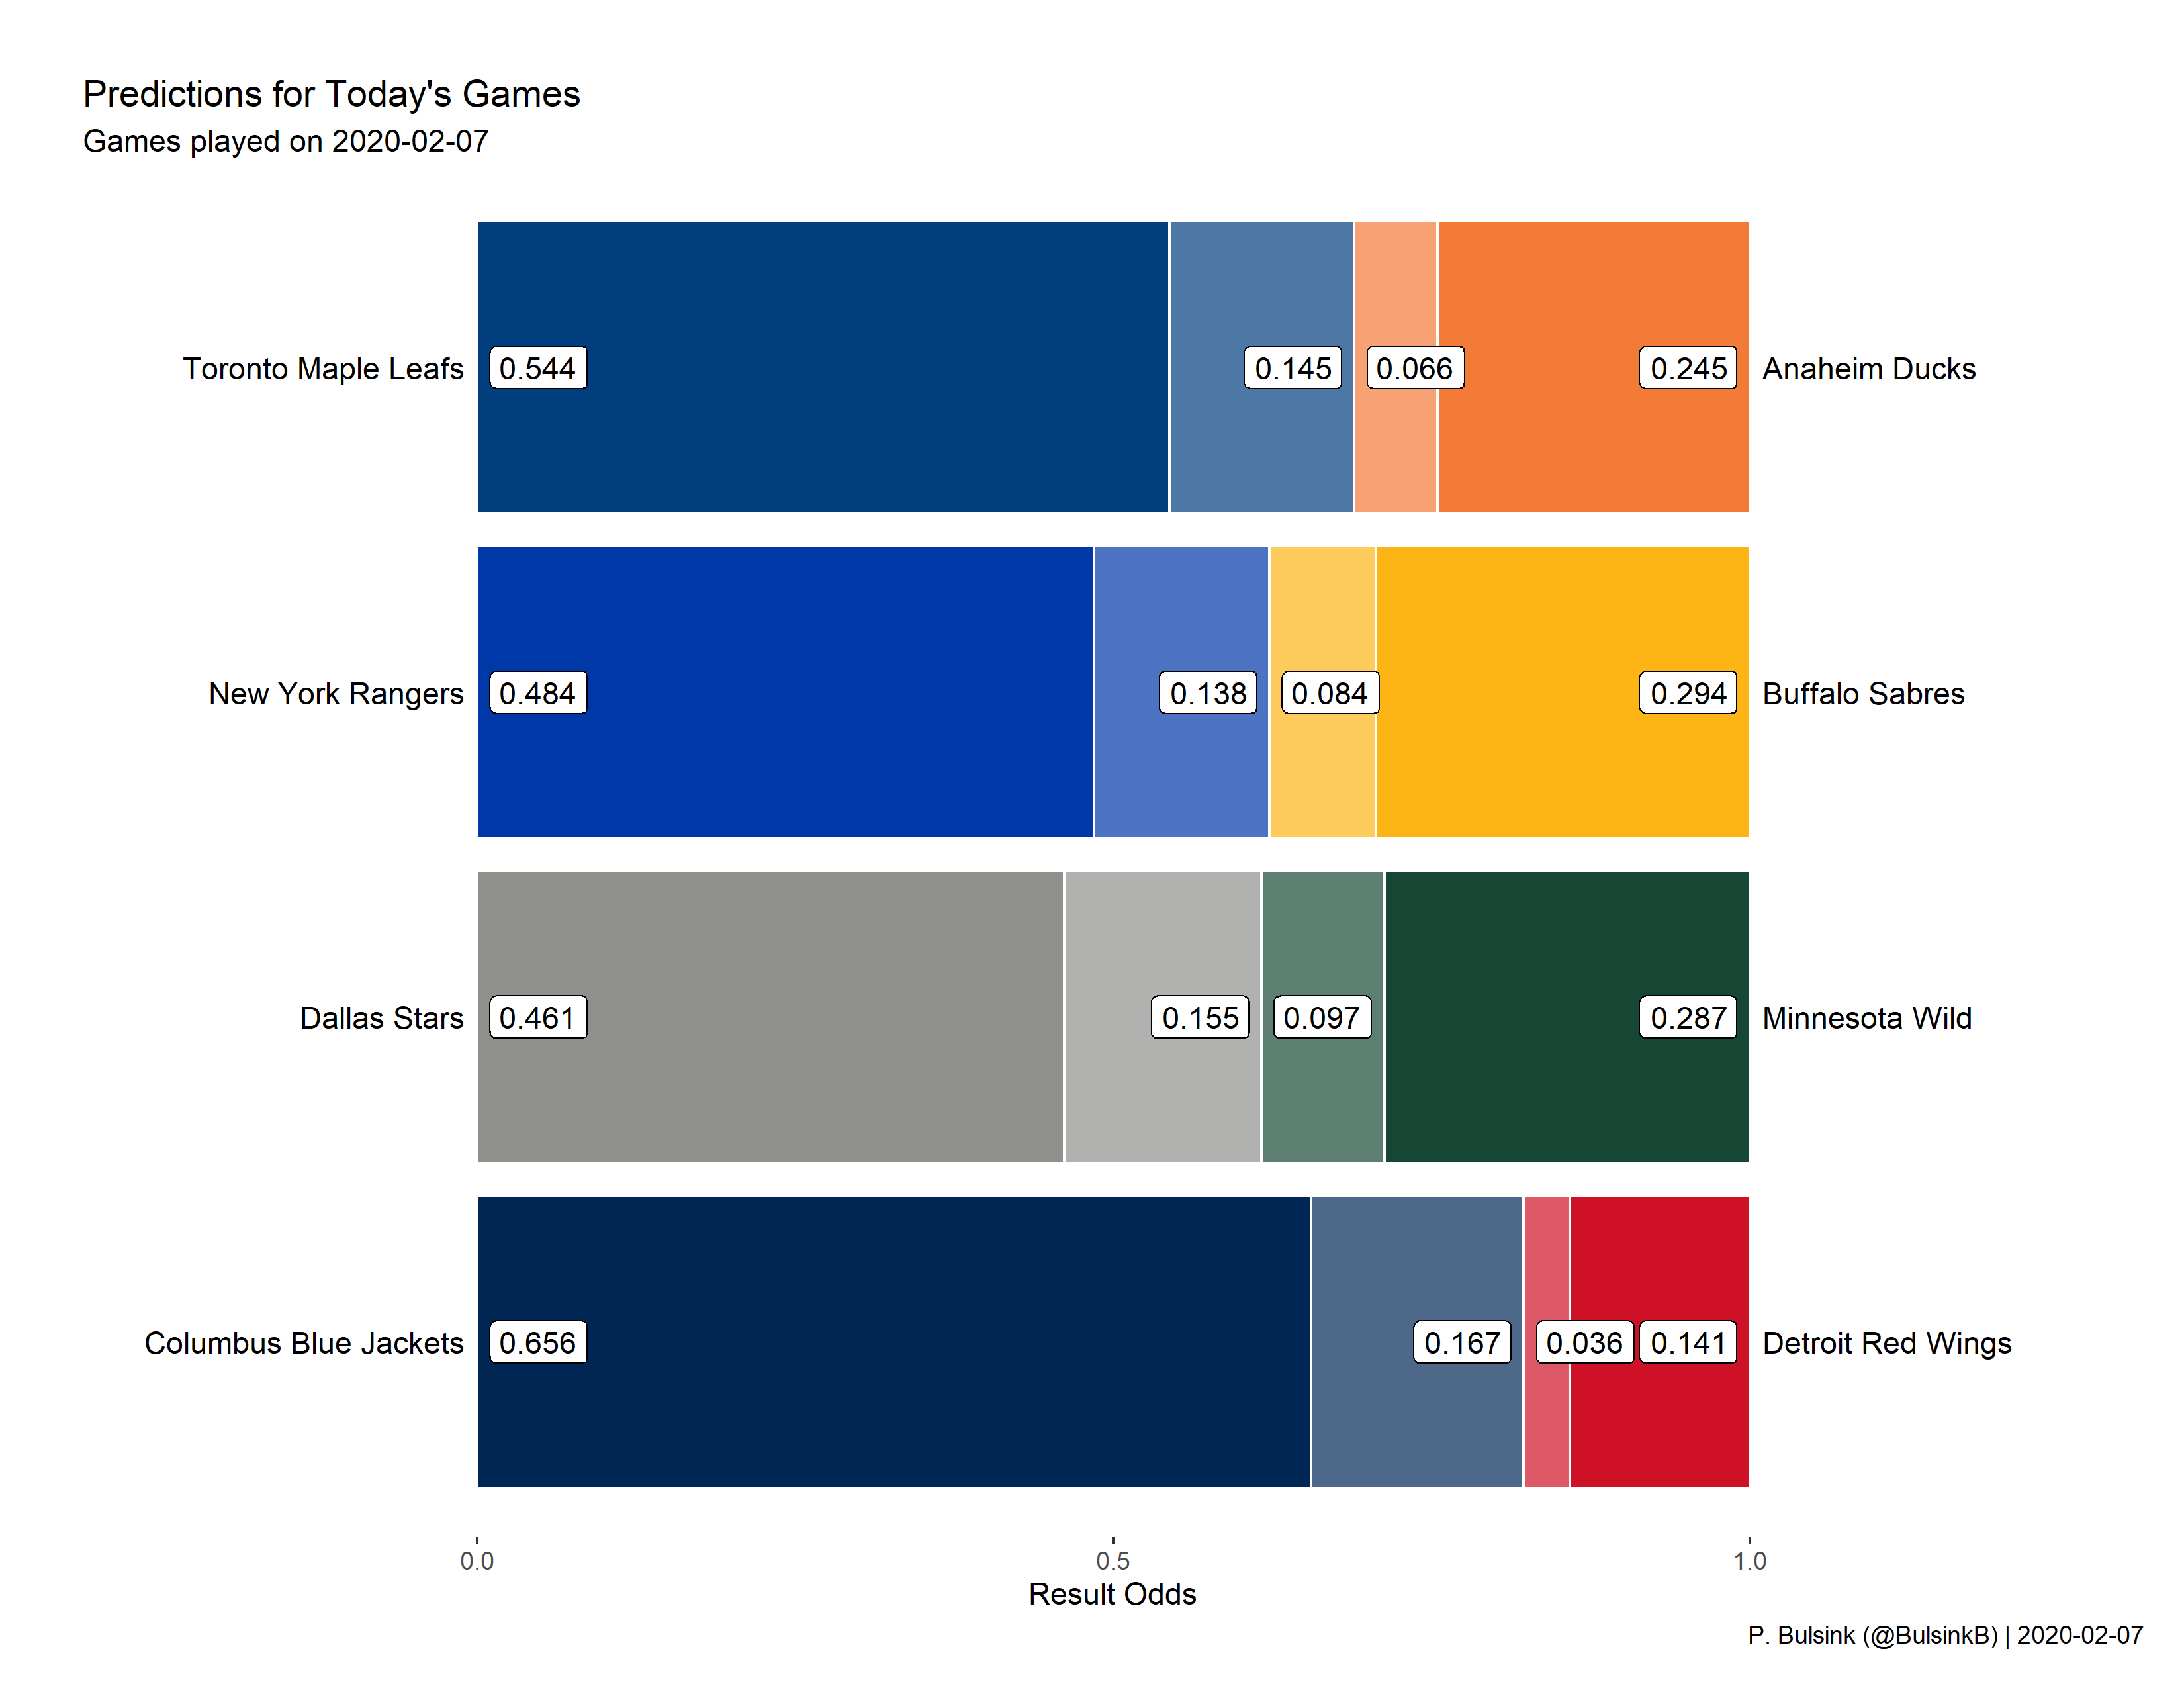 Predictions for Today's Games
Games played on 2020-02-07
Toronto Maple Leafs 0.544 0.145 0.066 0.245 Anaheim Ducks
New York Rangers 0.484 0.138 0.084 0.294 Buffalo Sabres
Dallas Stars 0.461 0.155 0.097 0.287 Minnesota Wild
Columbus Blue Jackets 0.656 0.167 0.036 0.141 Detroit Red Wings
0.0 0.5 1.0
Result Odds
P. Bulsink (@BulsinkB) | 2020-02-07